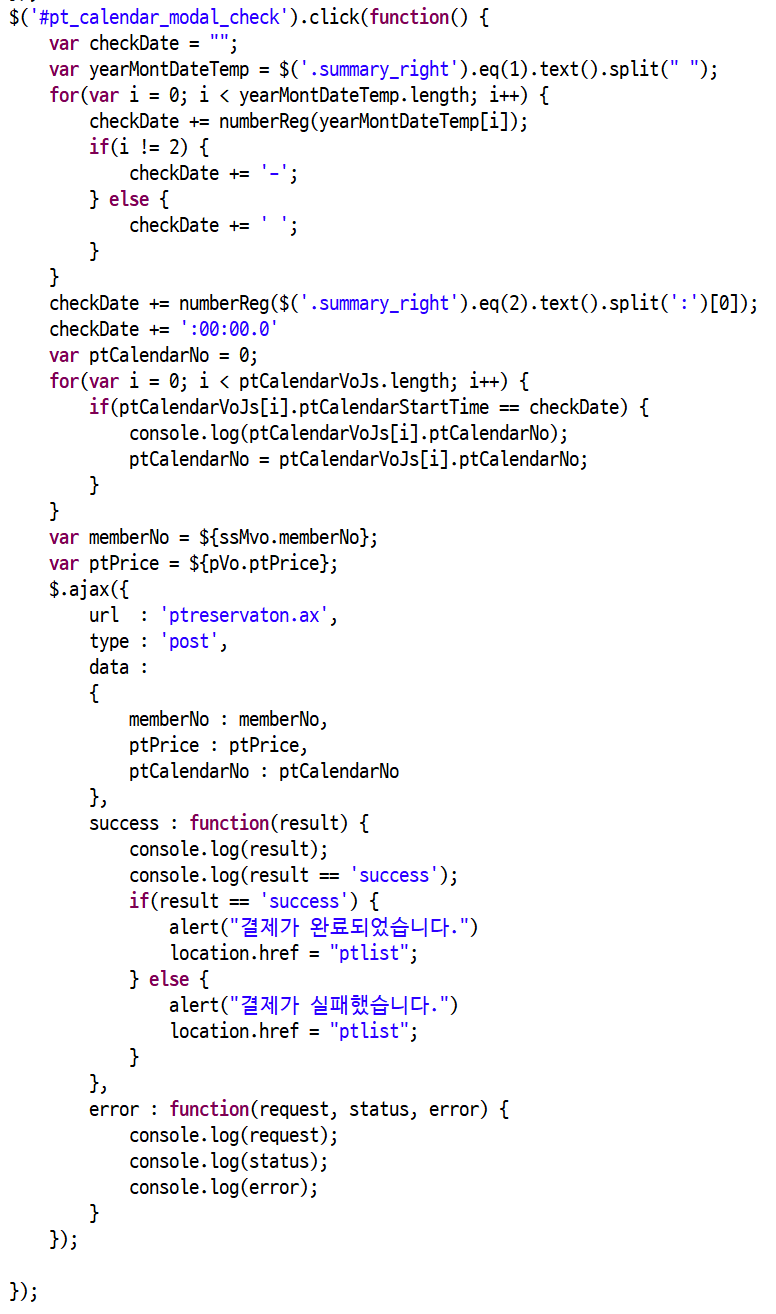 $('#pt_calendar_modal_check').click(function() {
    var checkDate = "";
    var yearMontDateTemp = $('.summary_right').eq(1).text().split(" ");
    for(var i = 0; i < yearMontDateTemp.length; i++) {
        checkDate += numberReg(yearMontDateTemp[i]);
        if(i != 2) {
            checkDate += '-';
        } else {
            checkDate += ' ';
        }
    }
    checkDate += numberReg($('.summary_right').eq(2).text().split(':')[0]);
    checkDate += ':00:00.0'
    var ptCalendarNo = 0;
    for(var i = 0; i < ptCalendarVoJs.length; i++) {
        if(ptCalendarVoJs[i].ptCalendarStartTime == checkDate) {
            console.log(ptCalendarVoJs[i].ptCalendarNo);
            ptCalendarNo = ptCalendarVoJs[i].ptCalendarNo;
        }
    }
    var memberNo = ${ssMvo.memberNo};
    var ptPrice = ${pVo.ptPrice};
    $.ajax({
        url  : 'ptreservaton.ax',
        type : 'post',
        data :
        {
            memberNo : memberNo,
            ptPrice : ptPrice,
            ptCalendarNo : ptCalendarNo
        },
        success : function(result) {
            console.log(result);
            console.log(result == 'success');
            if(result == 'success') {
                alert("결제가 완료되었습니다.")
                location.href = "ptlist";
            } else {
                alert("결제가 실패했습니다.")
                location.href = "ptlist";
            }
        },
        error : function(request, status, error) {
            console.log(request);
            console.log(status);
            console.log(error);
        }
    });

});